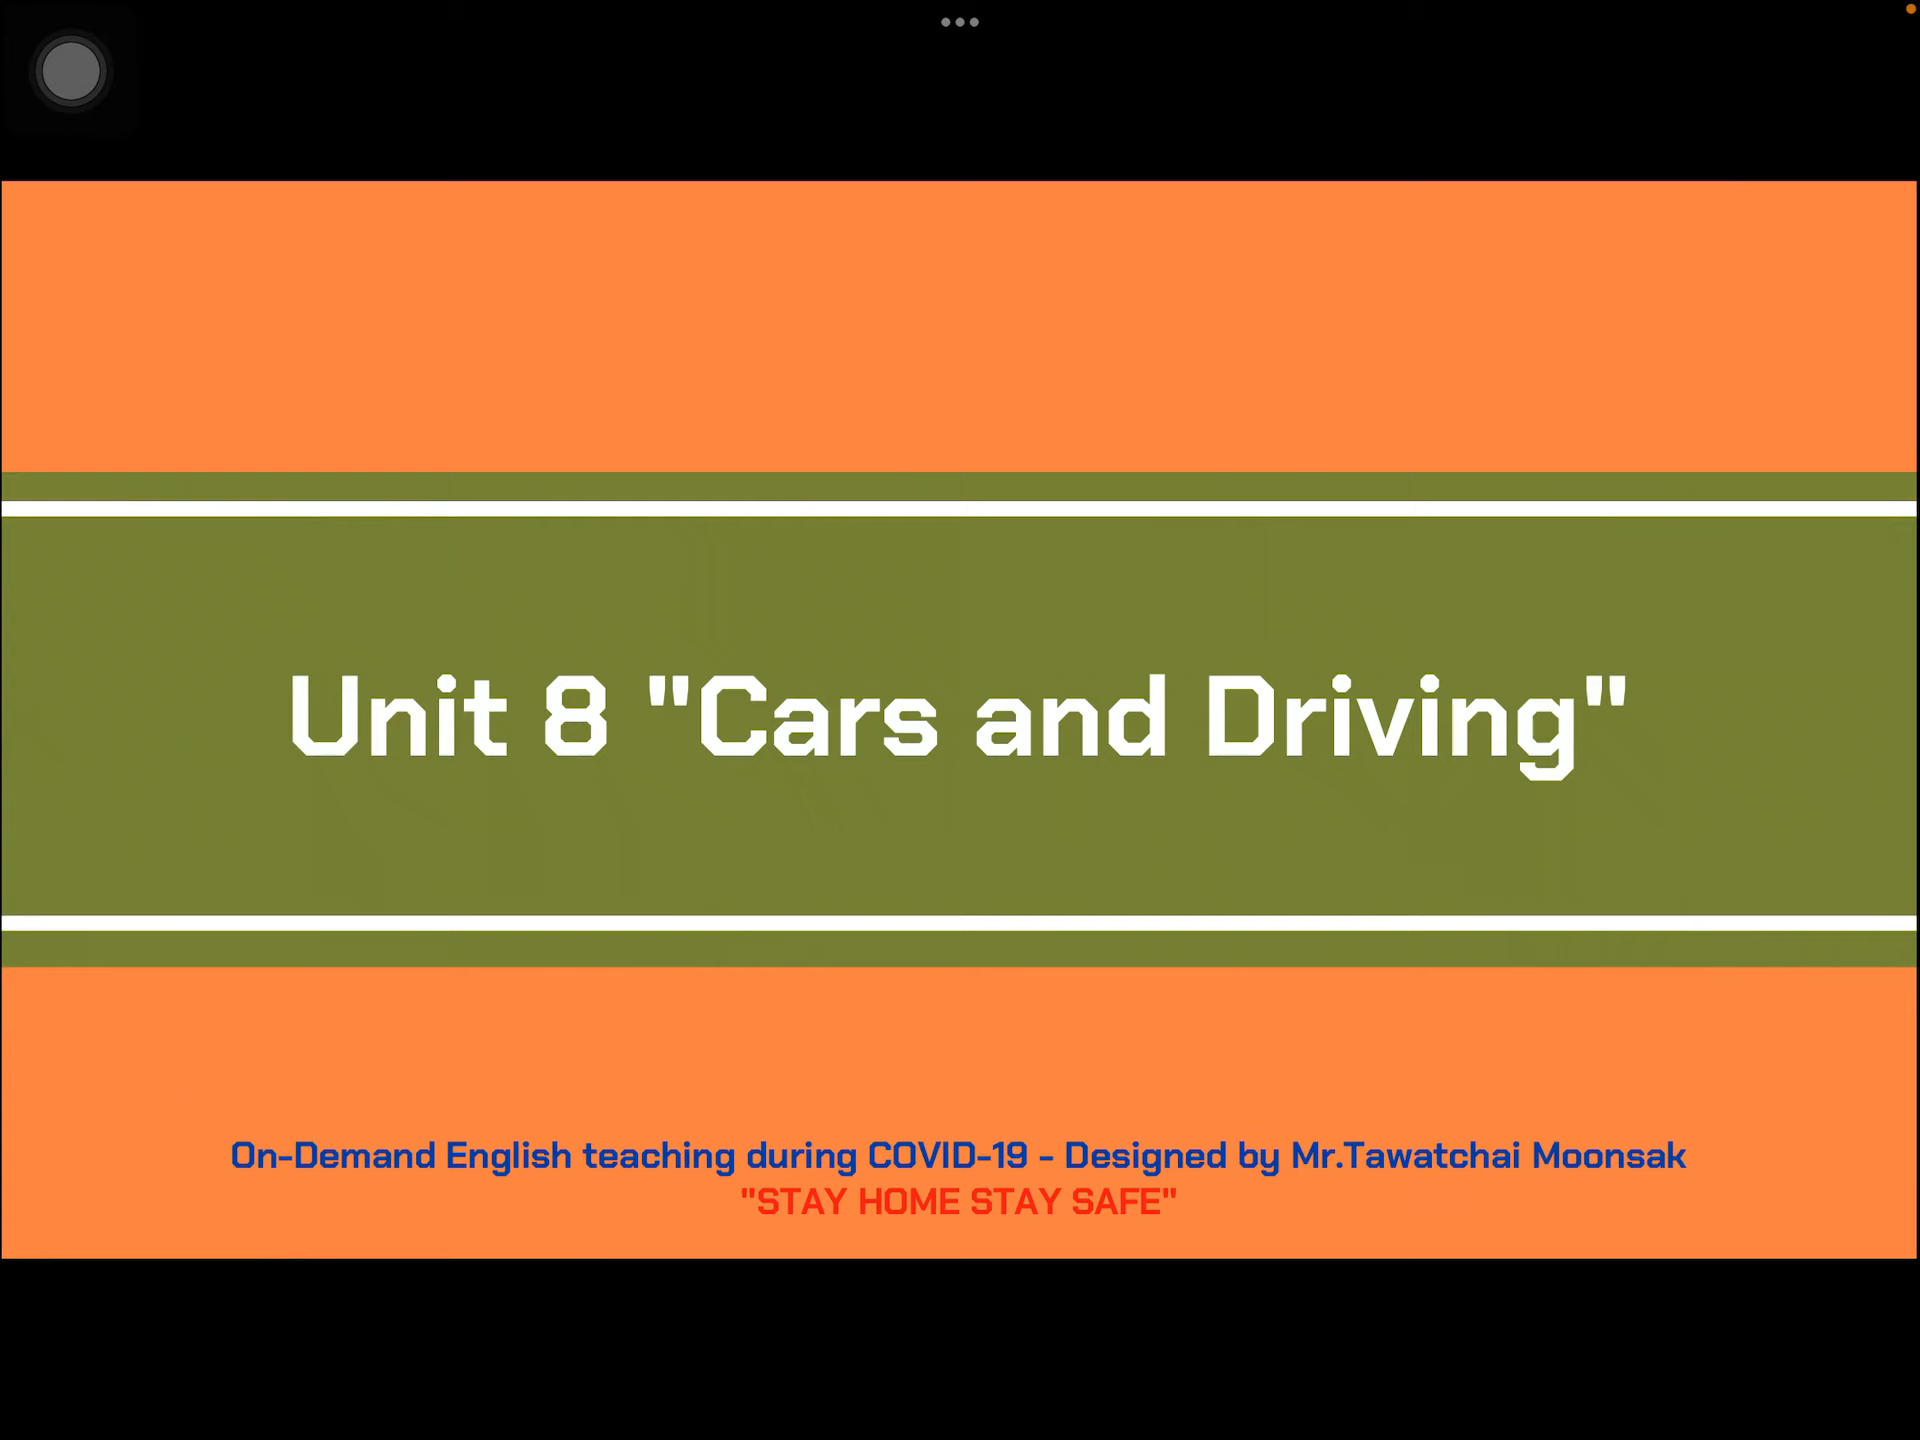 Unit 8 "Cars and Driving"
On-Demand English teaching during COVID-19 - Designed by Mr.Tawatchai Moonsak
"STAY HOME STAY SAFE"